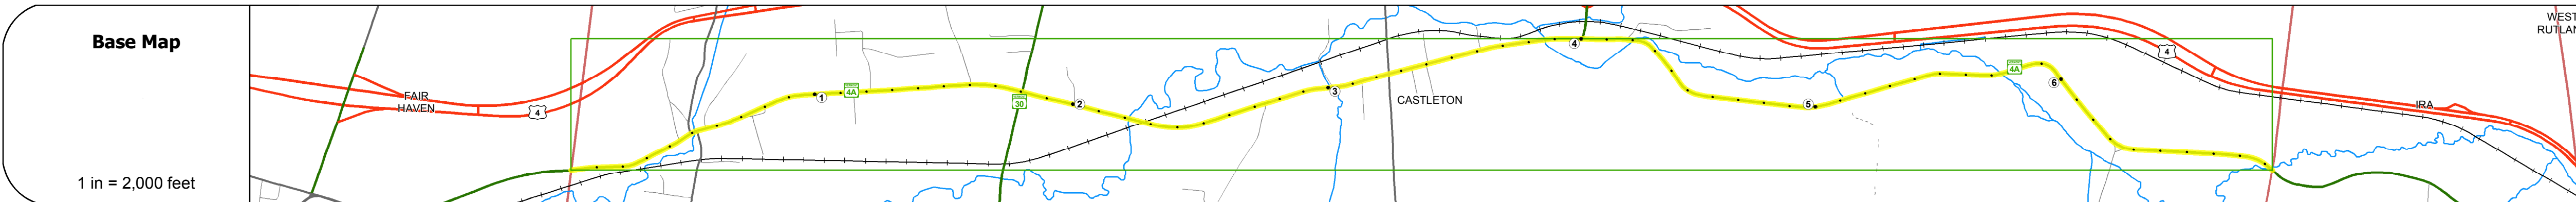 Base Map
1 in = 2,000 feet
FAIR
HAVEN
4
1
4A
30
2
3
CASTLETON
4
5
4A
6
4
IRA
WEST
RUTLAN